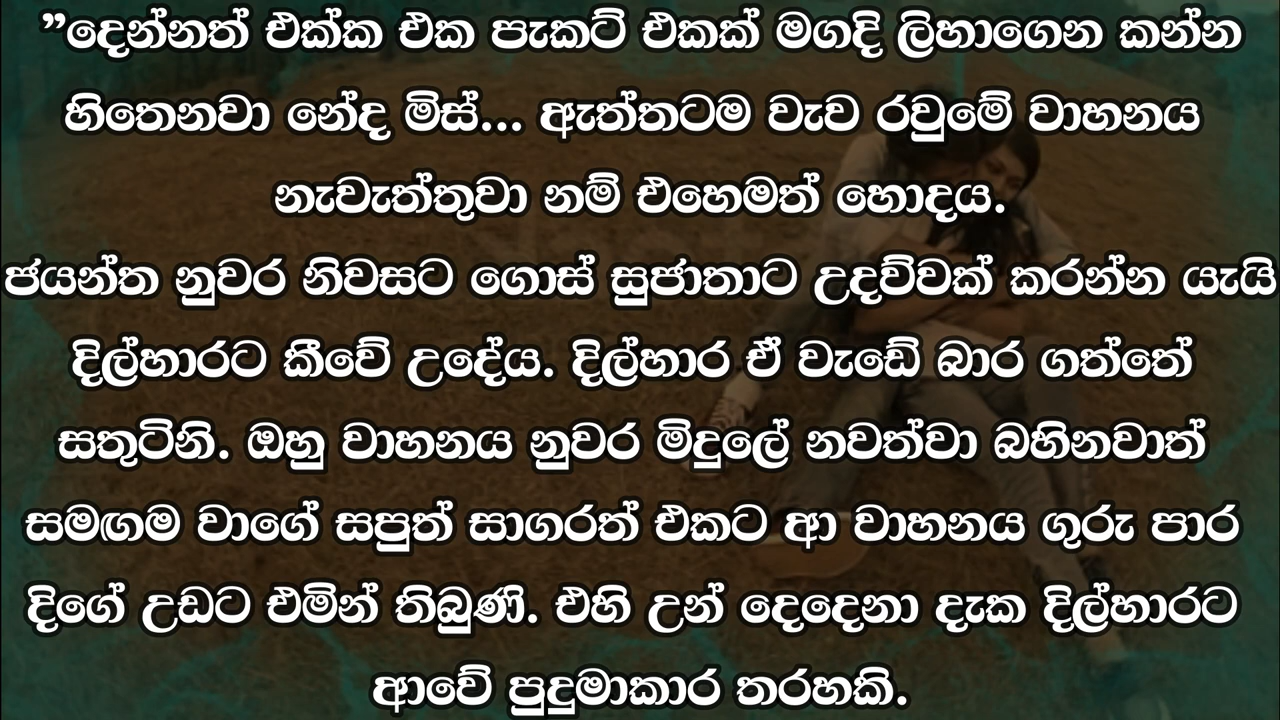 ”දෙන්නත් එක්ක එක පැකට් එකක් මගදි ලිහාගෙන කන්න
හිතෙනවා නේද මිස්... ඇත්තටම වැව රවුමේ වාහනය
නැවැත්තුවා නම් එහෙමත් හොදය.
ජයන්ත නුවර නිවසට ගොස් සුජාතාට උදව්වක් කරන්න යැයි
දිල්හාරට කීවේ උදේය. දිල්හාර ඒ වැඩේ බාර ගත්තේ
සතුටිනි. ඔහු වාහනය නුවර මිදුලේ නවත්වා බහිනවාත්
සමඟම වාගේ සපුත් සාගරත් එකට ආ වාහනය ගුරු පාර
දිගේ උඩට එමින් තිබුණි. එහි උන් දෙදෙනා දැක දිල්හාරට
ආවේ පුදුමාකාර තරහකි.